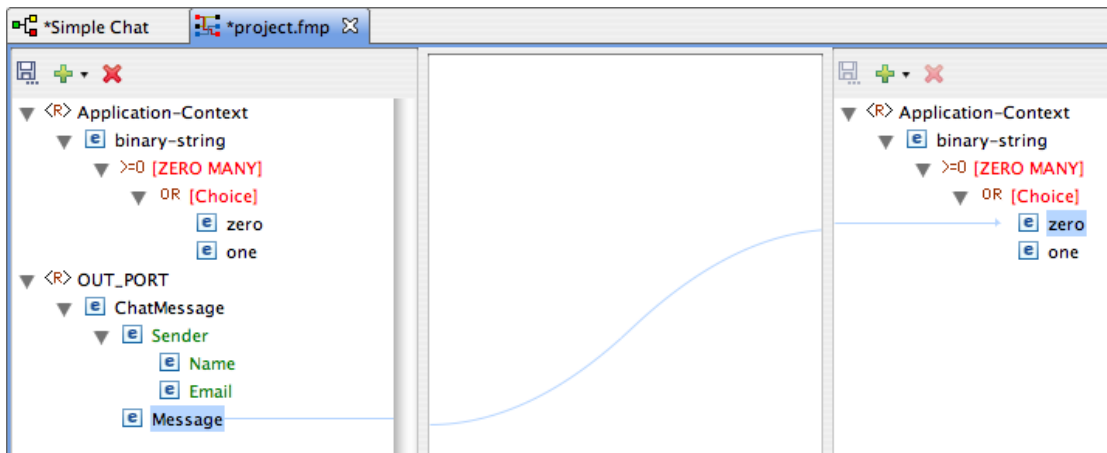 *Simple Chat
*project.fmp
<R> Application-Context
e binary-string
>=0 [ZERO MANY]
OR [Choice]
e zero
e one
<R> OUT_PORT
e ChatMessage
e Sender
e Name
e Email
e Message
<R> Application-Context
e binary-string
>=0 [ZERO MANY]
OR [Choice]
e zero
e one